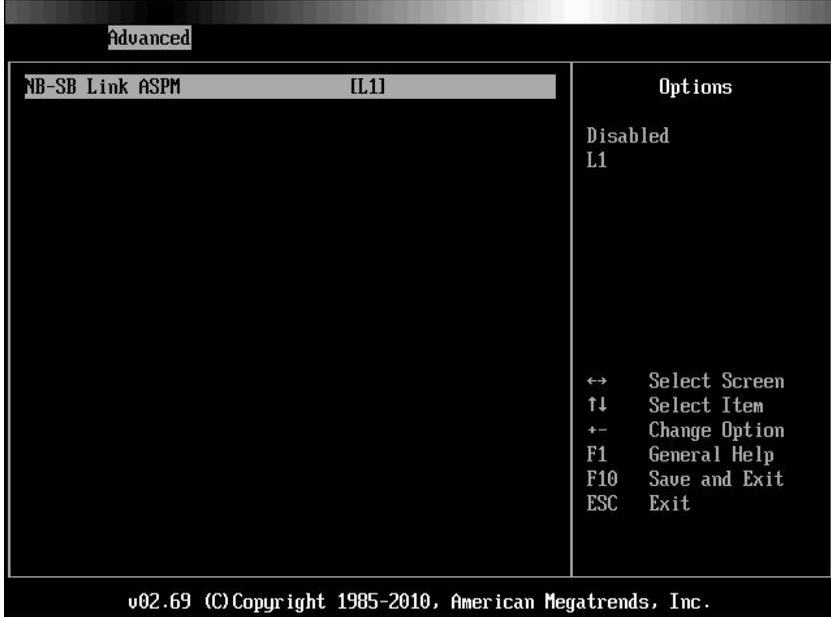 Advanced
NB-SB Link ASPM [L1]
Options
Disabled
L1
↔ Select Screen
↑↓ Select Item
+- Change Option
F1 General Help
F10 Save and Exit
ESC Exit
v02.69 (C)Copyright 1985-2010, American Megatrends, Inc.